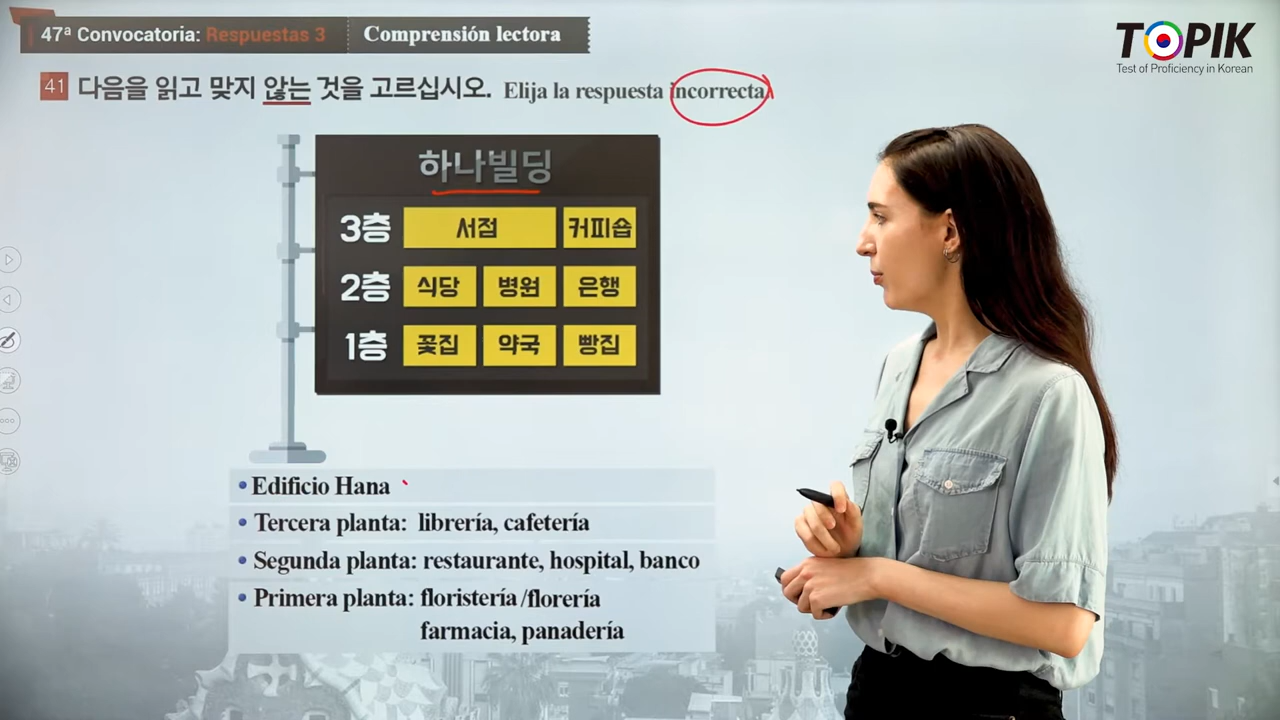 47ª Convocatoria: Respuestas 3 Comprensión lectora
TOPIK
Test of Proficiency in Korean
41 다음을 읽고 맞지 않는 것을 고르십시오. Elija la respuesta incorrecta
하나빌딩
3층 서점 커피숍
2층 식당 병원 은행
1층 꽃집 약국 빵집
• Edificio Hana
• Tercera planta: librería, cafetería
• Segunda planta: restaurante, hospital, banco
• Primera planta: floristería/florería
farmacia, panadería